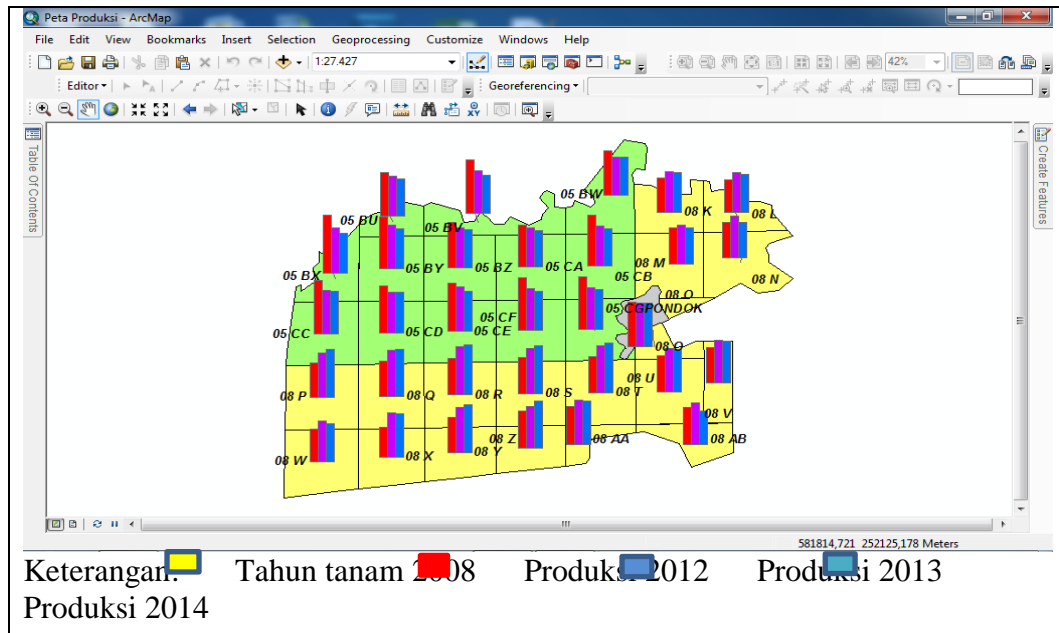 Peta Produksi - ArcMap
File Edit View Bookmarks Insert Selection Geoprocessing Customize Windows Help
1:27.427
42%
Editor
Georeferencing
Table Of Contents
Create Features
05 BW
08 K
08 L
05 BU
05 BV
05 BX
05 BY
05 BZ
05 CA
08 M
05 CB
08 N
08 O
05 CC
05 CD
05 CF
05 CE
05 CG
PONDOK
08 O
08 P
08 Q
08 R
08 S
08 U
08 T
08 V
08 W
08 X
08 Y
08 Z
08 AA
08 AB
581814,721 252125,178 Meters
Keterangan: Tahun tanam 2008 Produksi 2012 Produksi 2013
Produksi 2014